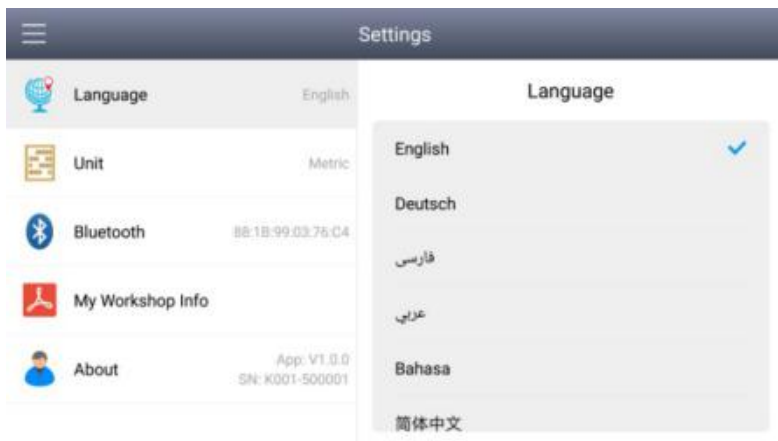 Settings
Language
English
Unit
Metric
Bluetooth
88:1B:99:03:76:C4
My Workshop Info
About
App: V1.0.0
SN: K001-500001
Language
English
Deutsch
فارسی
عربي
Bahasa
简体中文